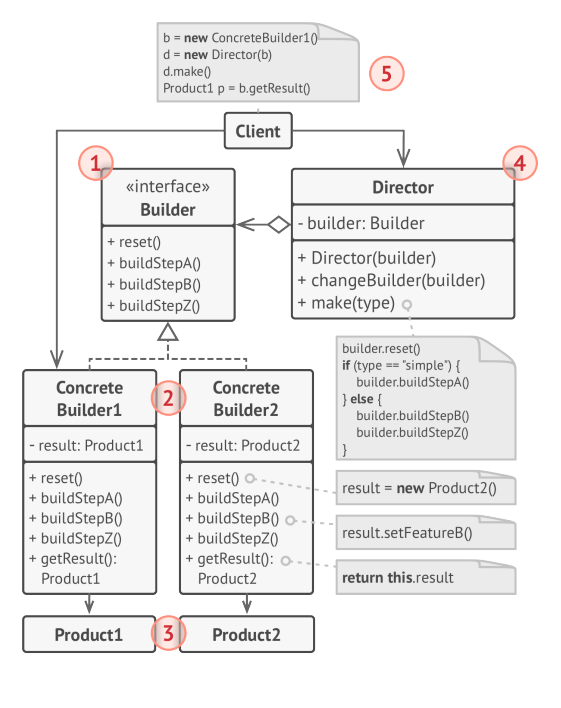 b = new ConcreteBuilder1()
d = new Director(b)
d.make()
Product1 p = b.getResult()
5
Client
1
«interface»
Builder
+ reset()
+ buildStepA()
+ buildStepB()
+ buildStepZ()
4
Director
- builder: Builder
+ Director(builder)
+ changeBuilder(builder)
+ make(type)
builder.reset()
if (type == "simple") {
builder.buildStepA()
} else {
builder.buildStepB()
builder.buildStepZ()
}
Concrete
Builder1
- result: Product1
+ reset()
+ buildStepA()
+ buildStepB()
+ buildStepZ()
+ getResult():
Product1
2
Concrete
Builder2
- result: Product2
+ reset()
+ buildStepA()
+ buildStepB()
+ buildStepZ()
+ getResult():
Product2
result = new Product2()
result.setFeatureB()
return this.result
Product1
3
Product2